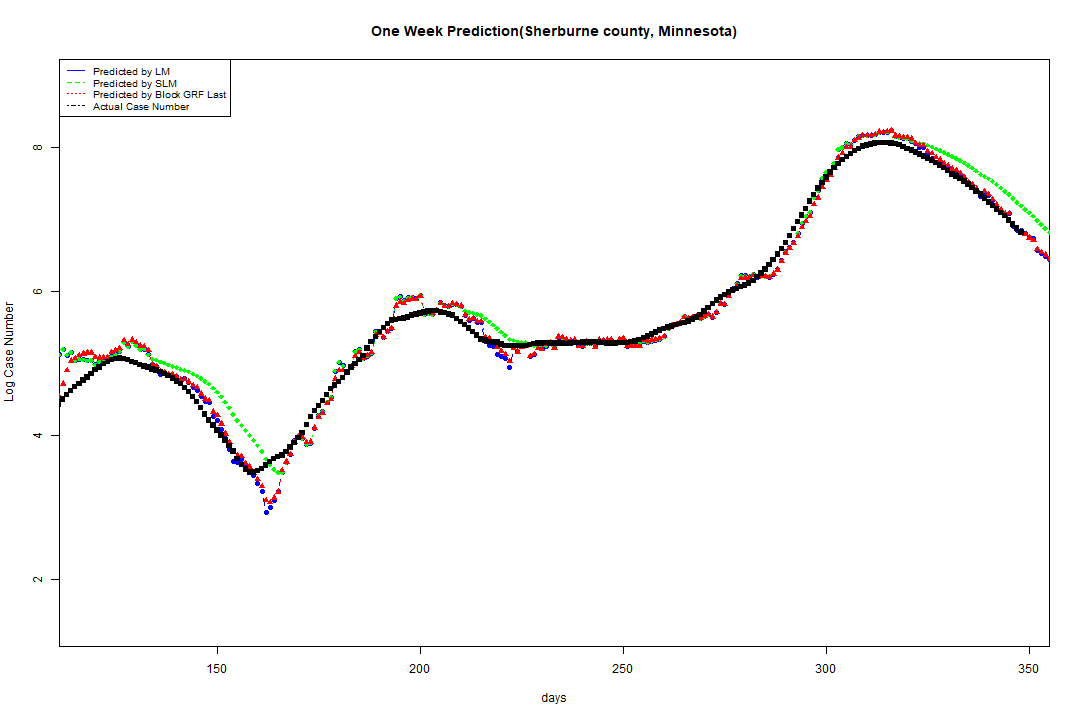 One Week Prediction(Sherburne county, Minnesota)
Predicted by LM
Predicted by SLM
Predicted by Block GRF Last
Actual Case Number
8
6
4
2
Log Case Number
150 200 250 300 350
days